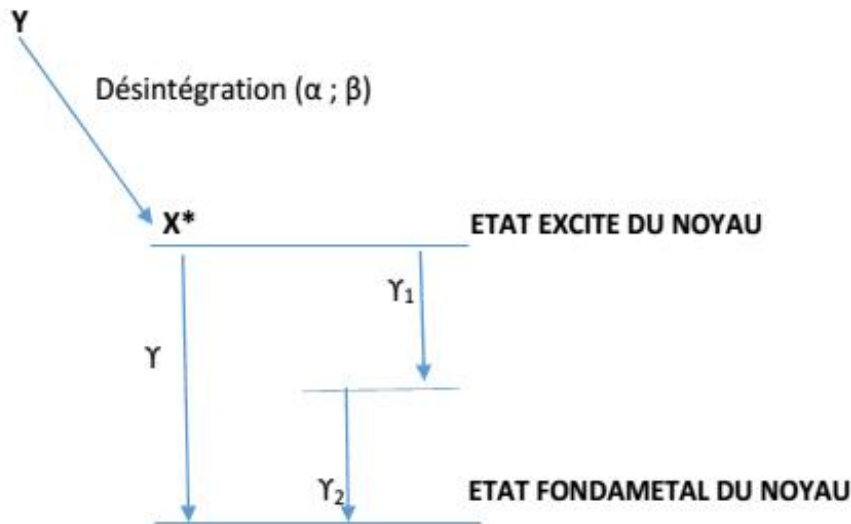 Y
Désintégration (α ; β)
X*
ETAT EXCITE DU NOYAU
ϒ₁
ϒ
ϒ₂
ETAT FONDAMETAL DU NOYAU